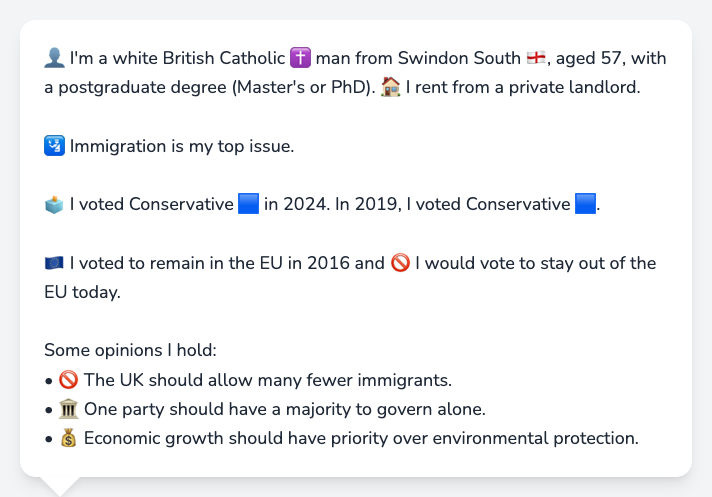 👤 I'm a white British Catholic ✝️ man from Swindon South 🏴󠁧󠁢󠁥󠁮󠁧󠁿, aged 57, with
a postgraduate degree (Master's or PhD). 🏠 I rent from a private landlord.
🛂 Immigration is my top issue.
🗳️ I voted Conservative 🟦 in 2024. In 2019, I voted Conservative 🟦.
🇪🇺 I voted to remain in the EU in 2016 and 🚫 I would vote to stay out of the
EU today.
Some opinions I hold:
• 🚫 The UK should allow many fewer immigrants.
• 🏛️ One party should have a majority to govern alone.
• 💰 Economic growth should have priority over environmental protection.